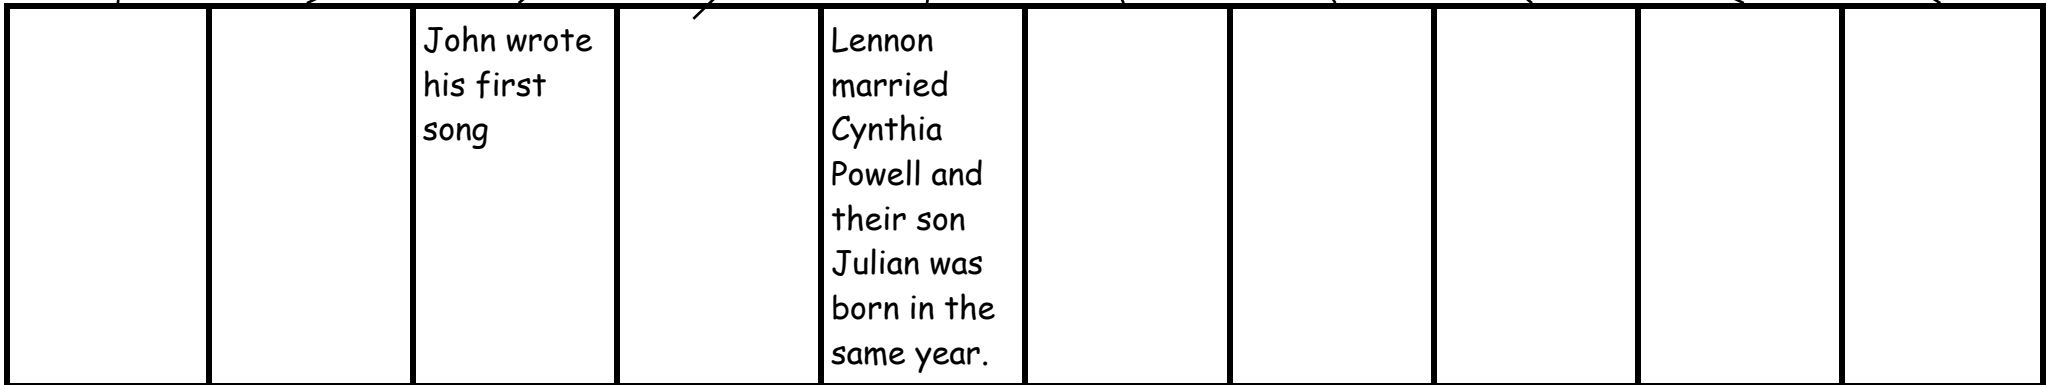 John wrote
his first
song
Lennon
married
Cynthia
Powell and
their son
Julian was
born in the
same year.